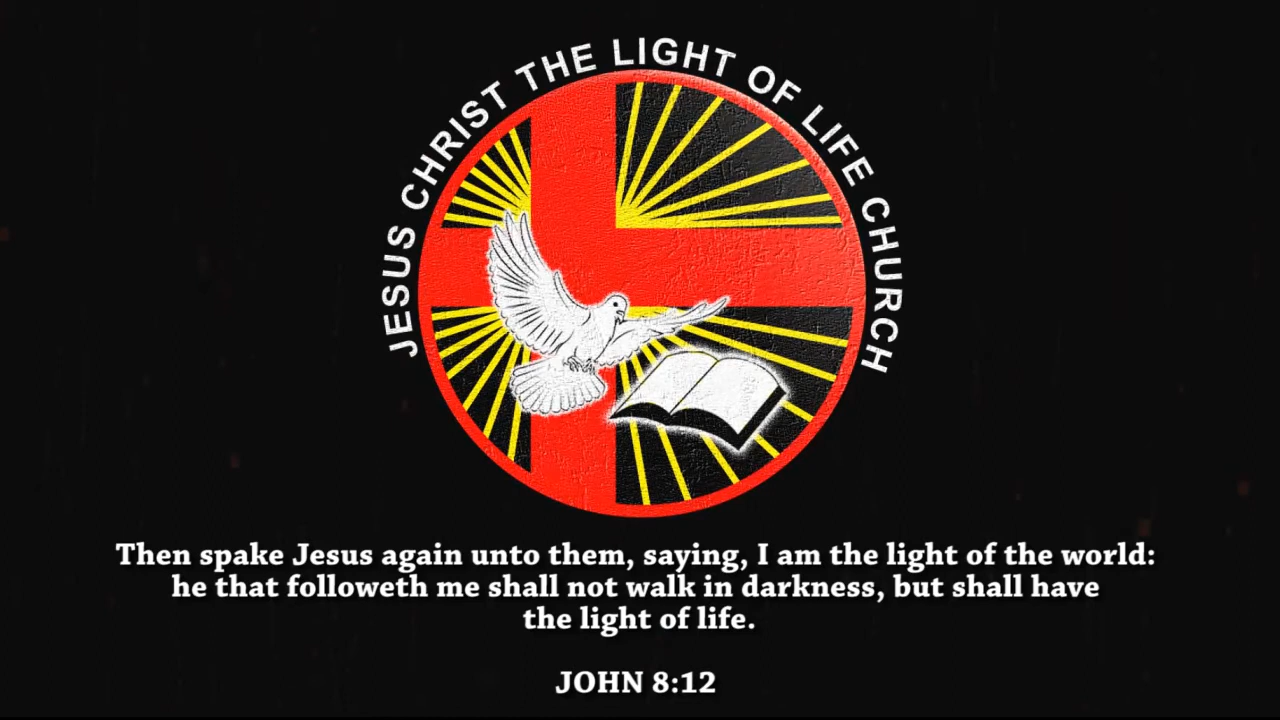 JESUS CHRIST THE LIGHT OF LIFE CHURCH
Then spake Jesus again unto them, saying, I am the light of the world:
he that followeth me shall not walk in darkness, but shall have
the light of life.
JOHN 8:12